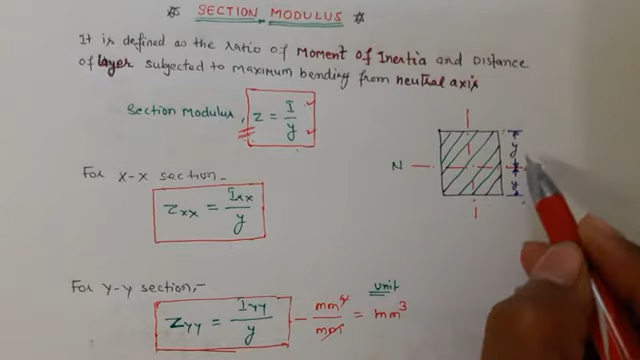 SECTION MODULUS
It is defined as the ratio of Moment of Inertia and Distance
of layer subjected to maximum bending from neutral axis
Section Modulus, Z = I/y
For X-X section-
Zxx = Ixx/y
N
y
y
For Y-Y section,-
Zyy = Iyy/y - mm⁴/mm = mm³
unit